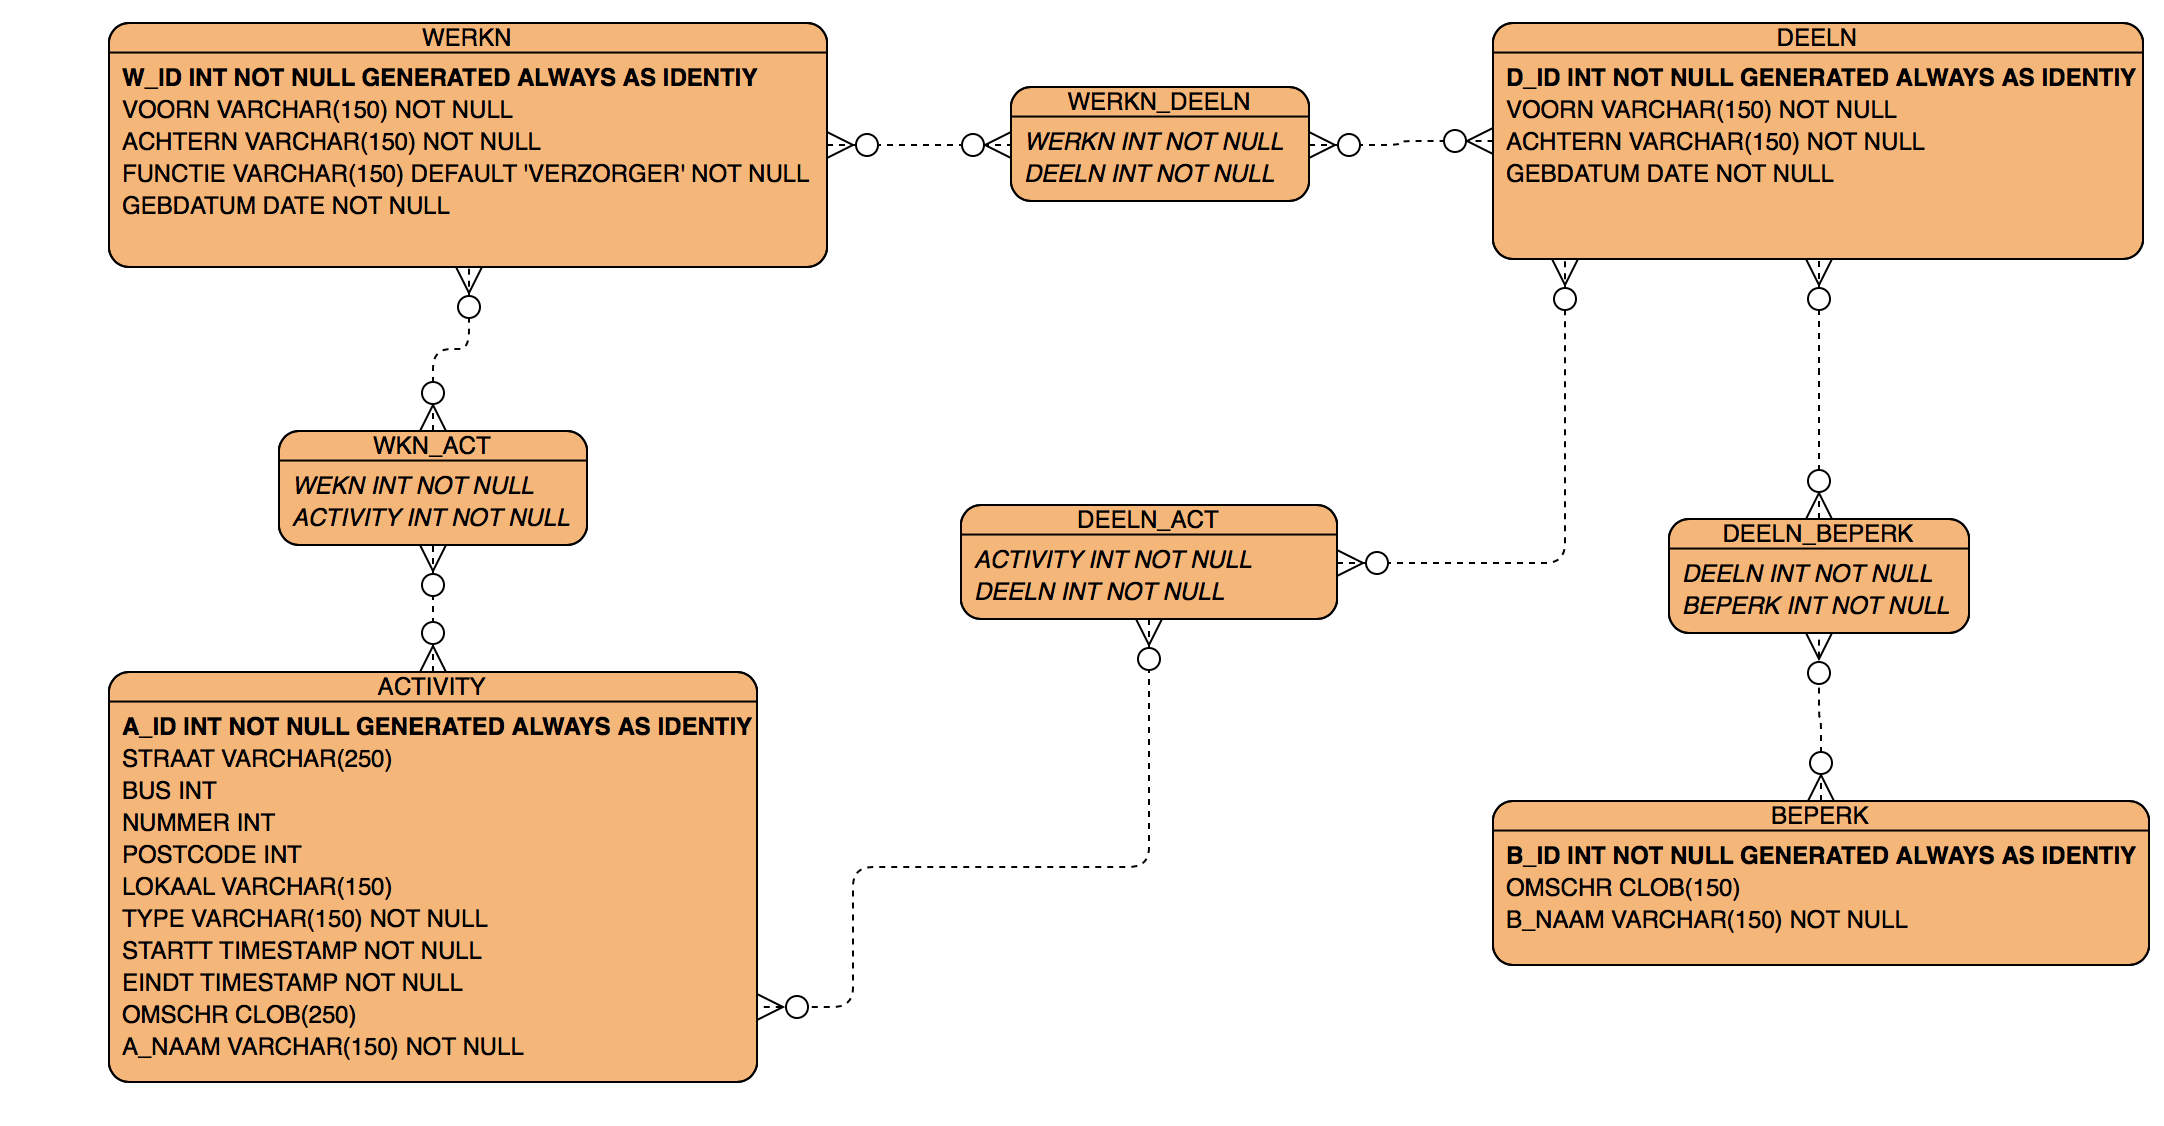 WERKN
W_ID INT NOT NULL GENERATED ALWAYS AS IDENTIY
VOORN VARCHAR(150) NOT NULL
ACHTERN VARCHAR(150) NOT NULL
FUNCTIE VARCHAR(150) DEFAULT 'VERZORGER' NOT NULL
GEBDATUM DATE NOT NULL
WERKN_DEELN
WERKN INT NOT NULL
DEELN INT NOT NULL
DEELN
D_ID INT NOT NULL GENERATED ALWAYS AS IDENTIY
VOORN VARCHAR(150) NOT NULL
ACHTERN VARCHAR(150) NOT NULL
GEBDATUM DATE NOT NULL
WKN_ACT
WEKN INT NOT NULL
ACTIVITY INT NOT NULL
DEELN_ACT
ACTIVITY INT NOT NULL
DEELN INT NOT NULL
DEELN_BEPERK
DEELN INT NOT NULL
BEPERK INT NOT NULL
ACTIVITY
A_ID INT NOT NULL GENERATED ALWAYS AS IDENTIY
STRAAT VARCHAR(250)
BUS INT
NUMMER INT
POSTCODE INT
LOKAAL VARCHAR(150)
TYPE VARCHAR(150) NOT NULL
STARTT TIMESTAMP NOT NULL
EINDT TIMESTAMP NOT NULL
OMSCHR CLOB(250)
A_NAAM VARCHAR(150) NOT NULL
BEPERK
B_ID INT NOT NULL GENERATED ALWAYS AS IDENTIY
OMSCHR CLOB(150)
B_NAAM VARCHAR(150) NOT NULL